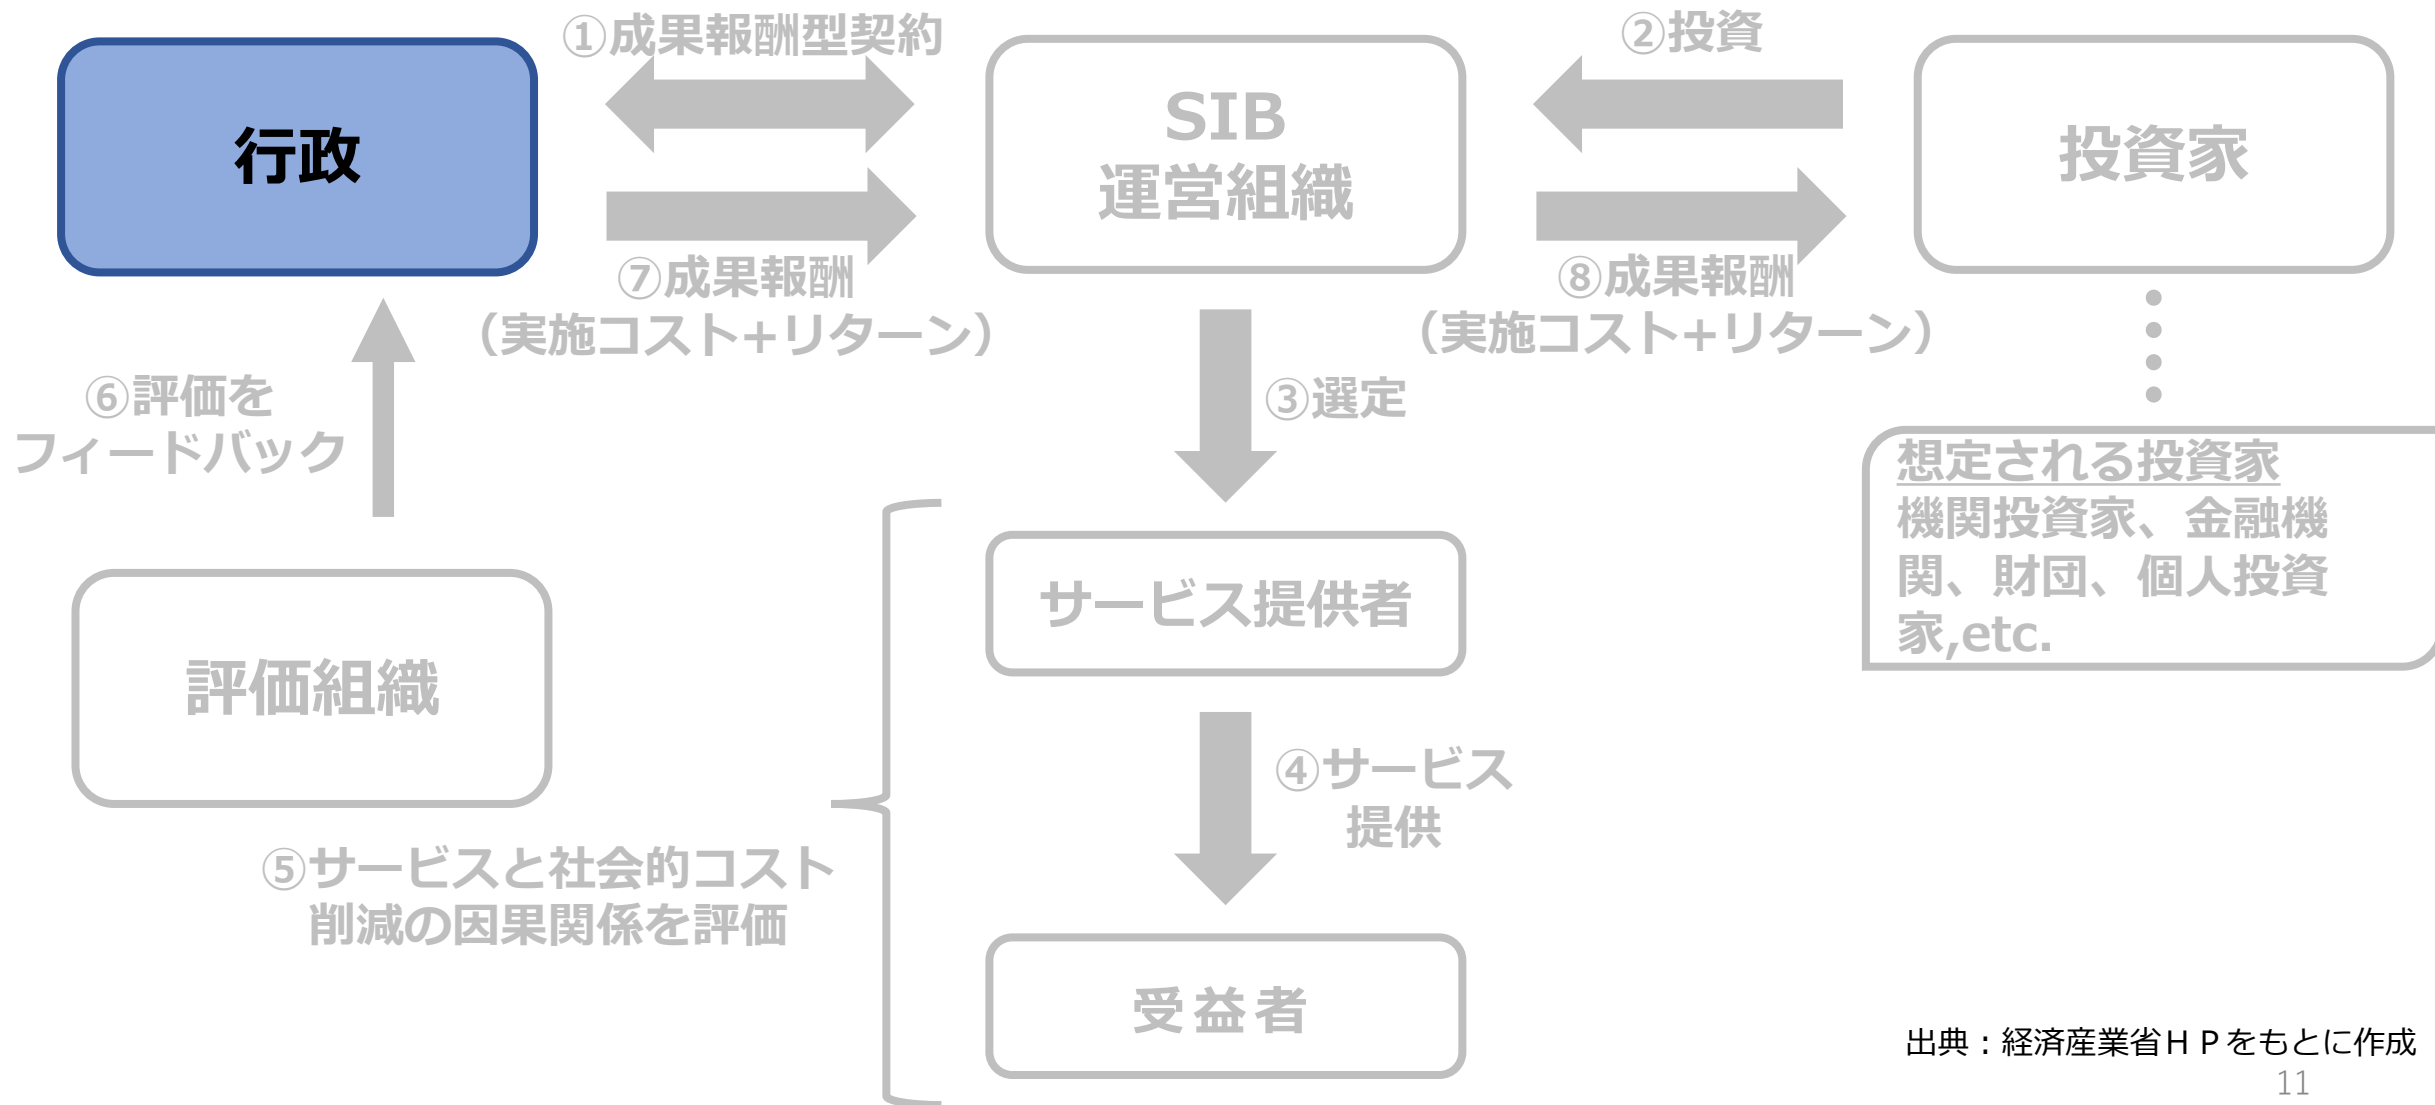 ①成果報酬型契約
②投資
行政
SIB
運営組織
投資家
⑦成果報酬
（実施コスト+リターン）
⑧成果報酬
（実施コスト+リターン）
⑥評価を
フィードバック
③選定
想定される投資家
機関投資家、金融機
関、財団、個人投資
家,etc.
サービス提供者
評価組織
④サービス
提供
⑤サービスと社会的コスト
削減の因果関係を評価
受益者
出典：経済産業省ＨＰをもとに作成
11